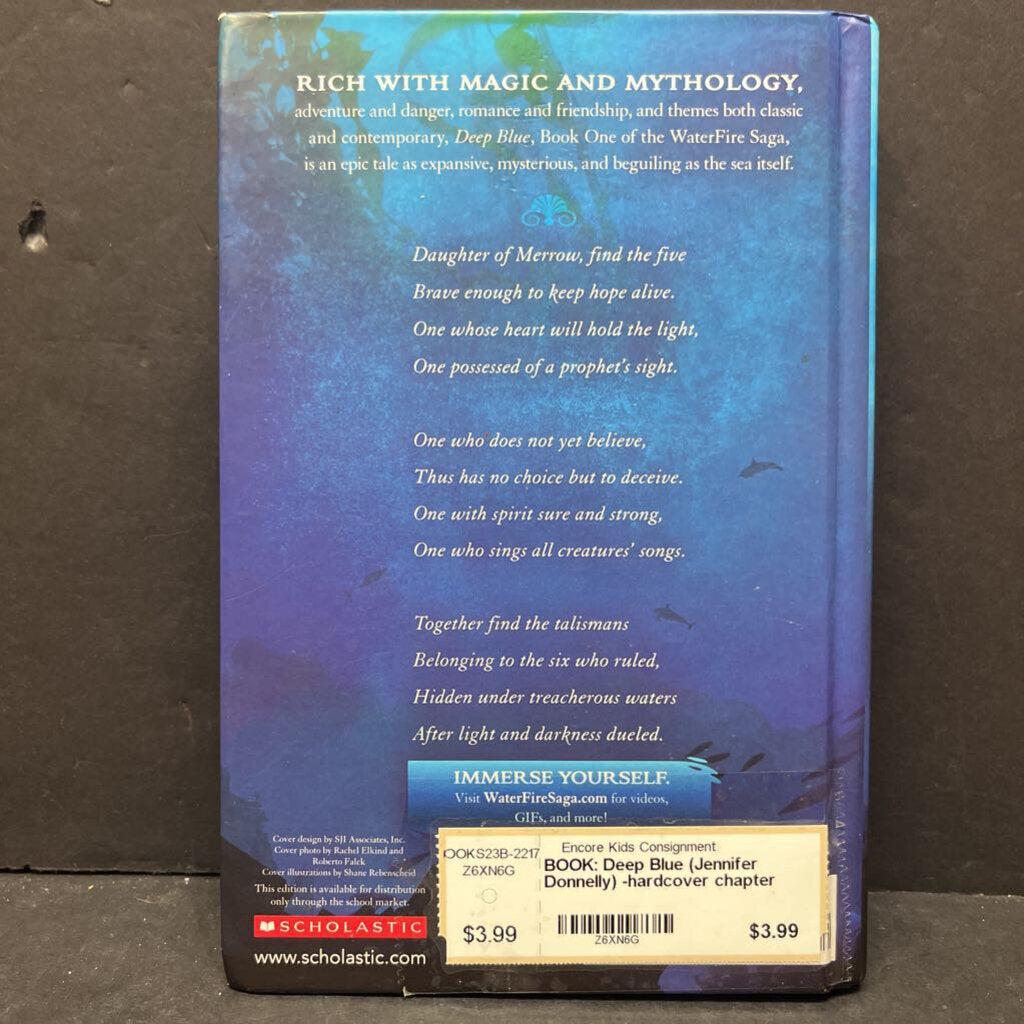 RICH WITH MAGIC AND MYTHOLOGY,
adventure and danger, romance and friendship, and themes both classic
and contemporary, Deep Blue, Book One of the WaterFire Saga,
is an epic tale as expansive, mysterious, and beguiling as the sea itself.
Daughter of Merrow, find the five
Brave enough to keep hope alive.
One whose heart will hold the light,
One possessed of a prophet's sight.
One who does not yet believe,
Thus has no choice but to deceive.
One with spirit sure and strong,
One who sings all creatures' songs.
Together find the talismans
Belonging to the six who ruled,
Hidden under treacherous waters
After light and darkness dueled.
IMMERSE YOURSELF.
Visit WaterFireSaga.com for videos,
GIFs, and more!
Cover design by SJI Associates, Inc.
Cover photo by Rachel Elkind and
Roberto Falck
Cover illustrations by Shane Rebenscheid
This edition is available for distribution
only through the school market.
SCHOLASTIC
www.scholastic.com
OOKS23B-2217
Z6XN6G
$3.99
Encore Kids Consignment
BOOK: Deep Blue (Jennifer
Donnelly) -hardcover chapter
Z6XN6G
$3.99